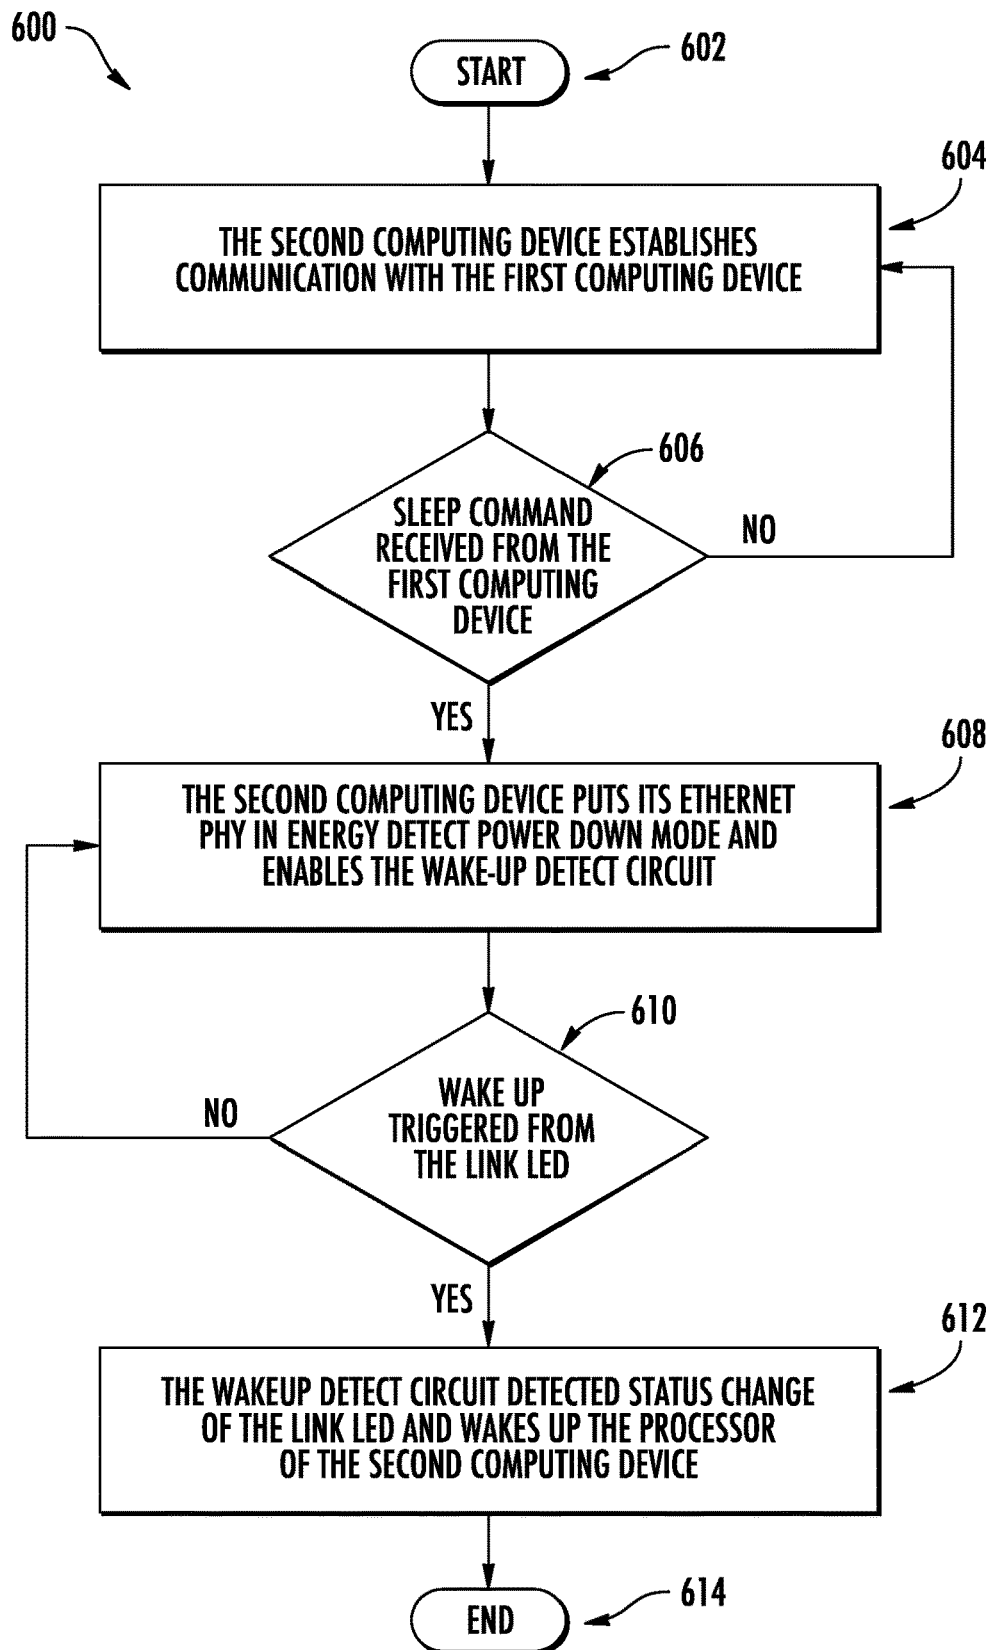 600
START
602
604
THE SECOND COMPUTING DEVICE ESTABLISHES
COMMUNICATION WITH THE FIRST COMPUTING DEVICE
606
SLEEP COMMAND
RECEIVED FROM THE
FIRST COMPUTING
DEVICE
NO
YES
608
THE SECOND COMPUTING DEVICE PUTS ITS ETHERNET
PHY IN ENERGY DETECT POWER DOWN MODE AND
ENABLES THE WAKE-UP DETECT CIRCUIT
610
WAKE UP
TRIGGERED FROM
THE LINK LED
NO
YES
612
THE WAKEUP DETECT CIRCUIT DETECTED STATUS CHANGE
OF THE LINK LED AND WAKES UP THE PROCESSOR
OF THE SECOND COMPUTING DEVICE
END
614